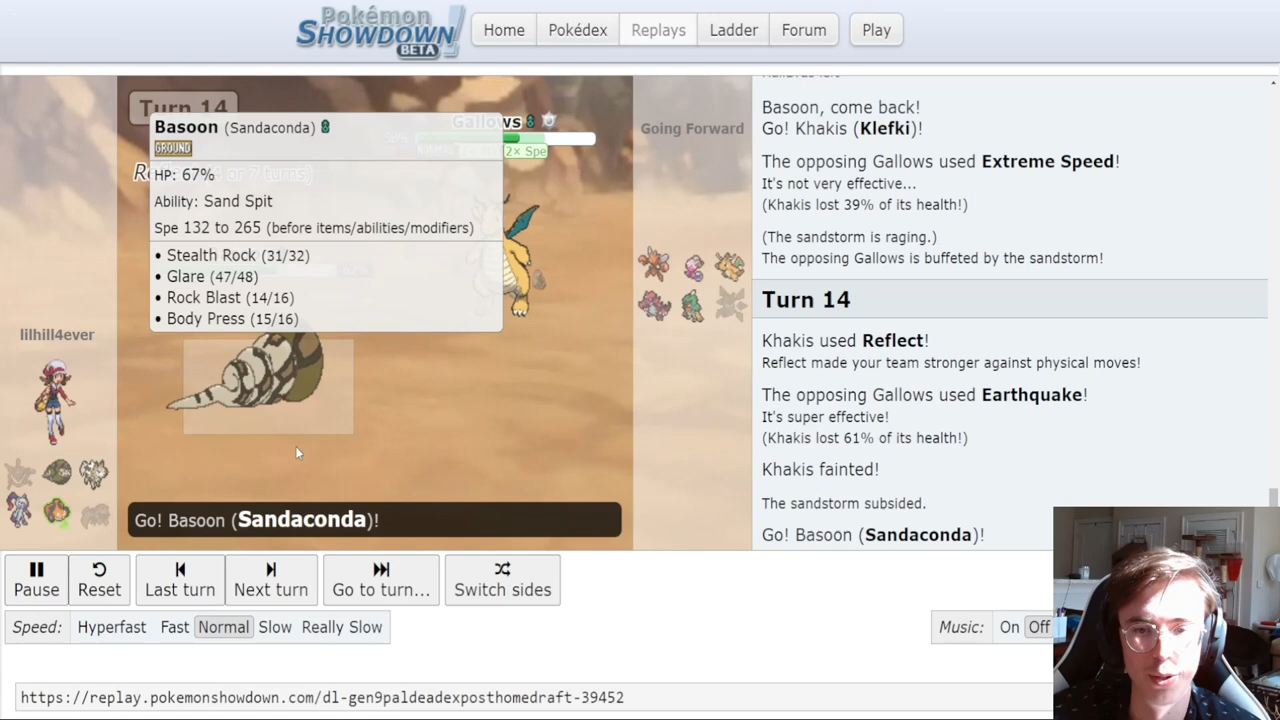 Pokémon
SHOWDOWN!
BETA
Home
Pokédex
Replays
Ladder
Forum
Play
Turn 14
Basoon (Sandaconda)
GROUND
HP: 67%
Ability: Sand Spit
Spe 132 to 265 (before items/abilities/modifiers)
• Stealth Rock (31/32)
• Glare (47/48)
• Rock Blast (14/16)
• Body Press (15/16)
Gallows
2× Spe
or 7 turns)
lilhill4ever
Going Forward
Go! Basoon (Sandaconda)!
Basoon, come back!
Go! Khakis (Klefki)!
The opposing Gallows used Extreme Speed!
It's not very effective...
(Khakis lost 39% of its health!)
(The sandstorm is raging.)
The opposing Gallows is buffeted by the sandstorm!
Turn 14
Khakis used Reflect!
Reflect made your team stronger against physical moves!
The opposing Gallows used Earthquake!
It's super effective!
(Khakis lost 61% of its health!)
Khakis fainted!
The sandstorm subsided.
Go! Basoon (Sandaconda)!
Pause
Reset
Last turn
Next turn
Go to turn...
Switch sides
Speed: Hyperfast Fast Normal Slow Really Slow
Music: On Off
https://replay.pokemonshowdown.com/dl-gen9paldeadexposthomedraft-39452